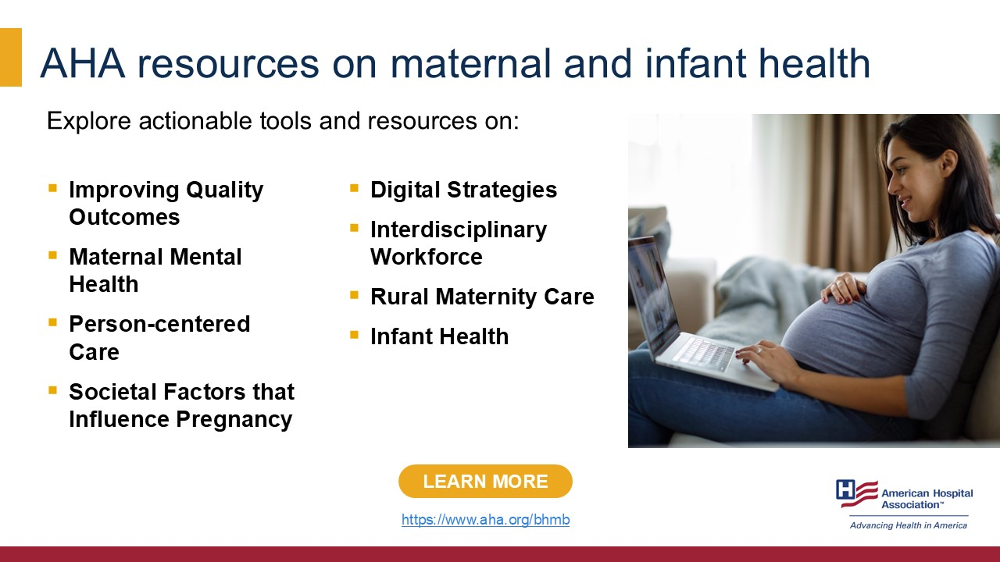 AHA resources on maternal and infant health
Explore actionable tools and resources on:
▪ Improving Quality
Outcomes
▪ Maternal Mental
Health
▪ Person-centered
Care
▪ Societal Factors that
Influence Pregnancy
▪ Digital Strategies
▪ Interdisciplinary
Workforce
▪ Rural Maternity Care
▪ Infant Health
LEARN MORE
https://www.aha.org/bhmb
H
American Hospital
Association™
Advancing Health in America